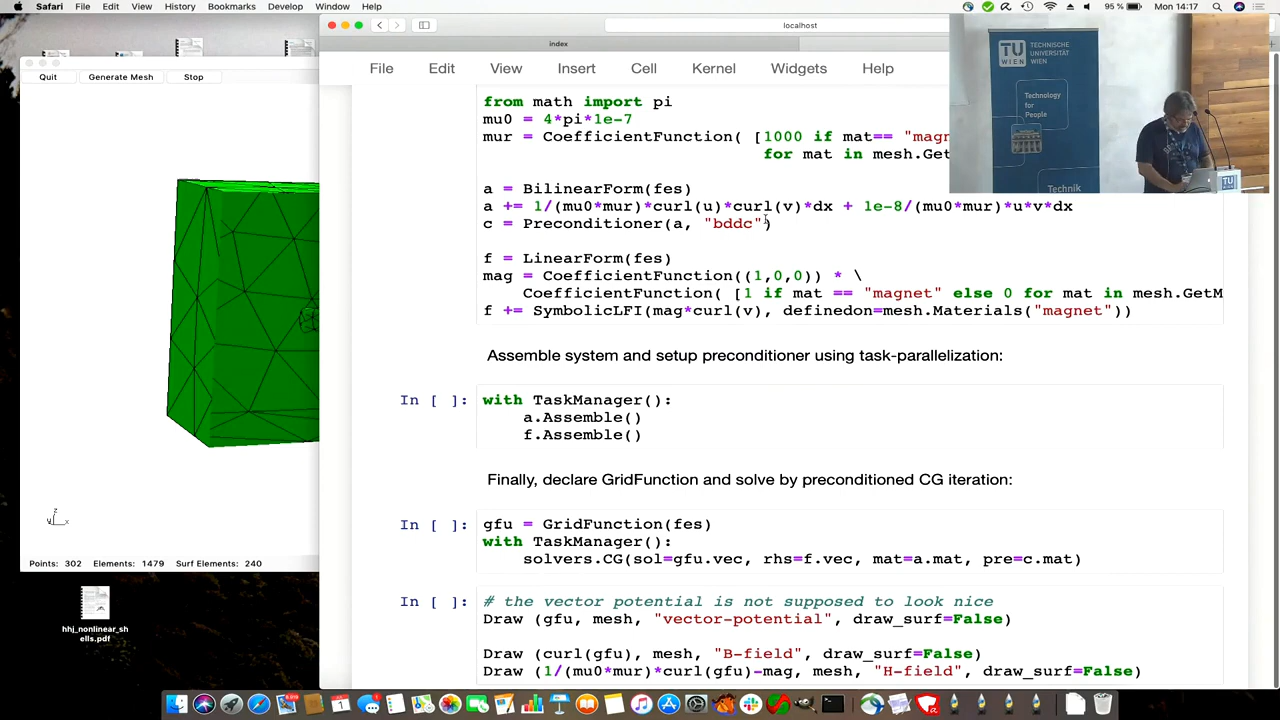 Safari File Edit View History Bookmarks Develop Window Help
95 % Mon 14:17
localhost
index
Quit Generate Mesh Stop
File Edit View Insert Cell Kernel Widgets Help
from math import pi
mu0 = 4*pi*1e-7
mur = CoefficientFunction( [1000 if mat== "magn
for mat in mesh.Get
a = BilinearForm(fes)
a += 1/(mu0*mur)*curl(u)*curl(v)*dx + 1e-8/(mu0*mur)*u*v*dx
c = Preconditioner(a, "bddc")
f = LinearForm(fes)
mag = CoefficientFunction((1,0,0)) * \
CoefficientFunction( [1 if mat == "magnet" else 0 for mat in mesh.GetM
f += SymbolicLFI(mag*curl(v), definedon=mesh.Materials("magnet"))
Assemble system and setup preconditioner using task-parallelization:
In [ ]: with TaskManager():
a.Assemble()
f.Assemble()
Finally, declare GridFunction and solve by preconditioned CG iteration:
In [ ]: gfu = GridFunction(fes)
with TaskManager():
solvers.CG(sol=gfu.vec, rhs=f.vec, mat=a.mat, pre=c.mat)
In [ ]: # the vector potential is not supposed to look nice
Draw (gfu, mesh, "vector-potential", draw_surf=False)
Draw (curl(gfu), mesh, "B-field", draw_surf=False)
Draw (1/(mu0*mur)*curl(gfu)-mag, mesh, "H-field", draw_surf=False)
z
y x
Points: 302 Elements: 1479 Surf Elements: 240
hhj_nonlinear_sh
ells.pdf
TU
WIEN
TECHNISCHE
UNIVERSITÄT
WIEN
Technology
for
People
Technik
TU